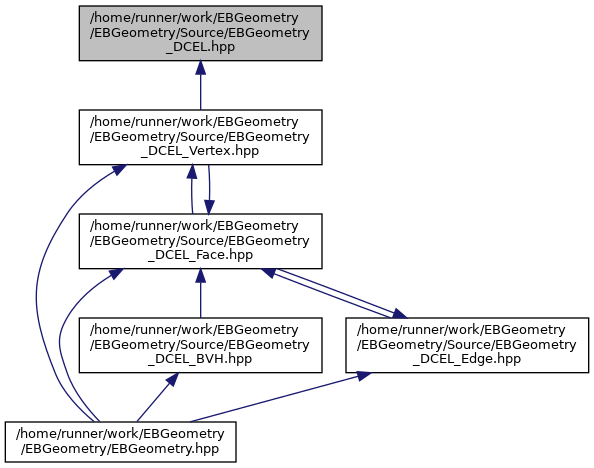 /home/runner/work/EBGeometry
/EBGeometry/Source/EBGeometry
_DCEL.hpp
/home/runner/work/EBGeometry
/EBGeometry/Source/EBGeometry
_DCEL_Vertex.hpp
/home/runner/work/EBGeometry
/EBGeometry/Source/EBGeometry
_DCEL_Face.hpp
/home/runner/work/EBGeometry
/EBGeometry/Source/EBGeometry
_DCEL_BVH.hpp
/home/runner/work/EBGeometry
/EBGeometry/Source/EBGeometry
_DCEL_Edge.hpp
/home/runner/work/EBGeometry
/EBGeometry/EBGeometry.hpp